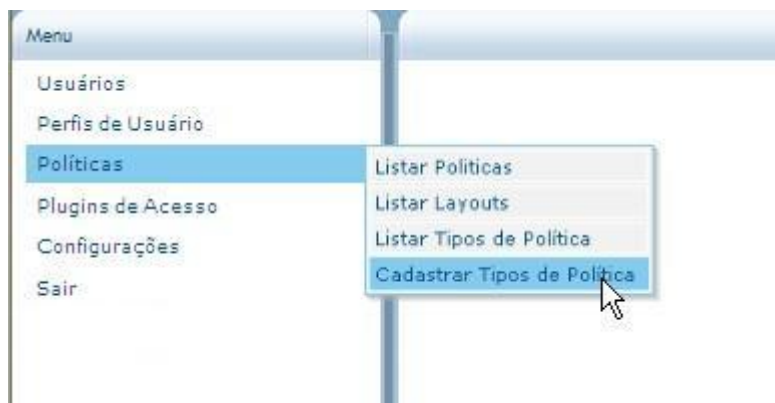 Menu
Usuários
Perfis de Usuário
Políticas
Listar Politicas
Listar Layouts
Listar Tipos de Política
Cadastrar Tipos de Política
Plugins de Acesso
Configurações
Sair